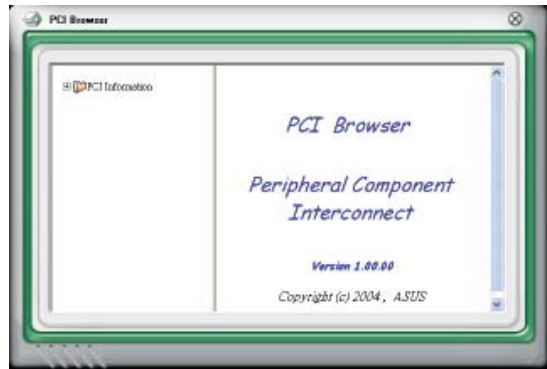 PCI Browser
PCI Information
PCI Browser
Peripheral Component
Interconnect
Version 1.00.00
Copyright (c) 2004, ASUS